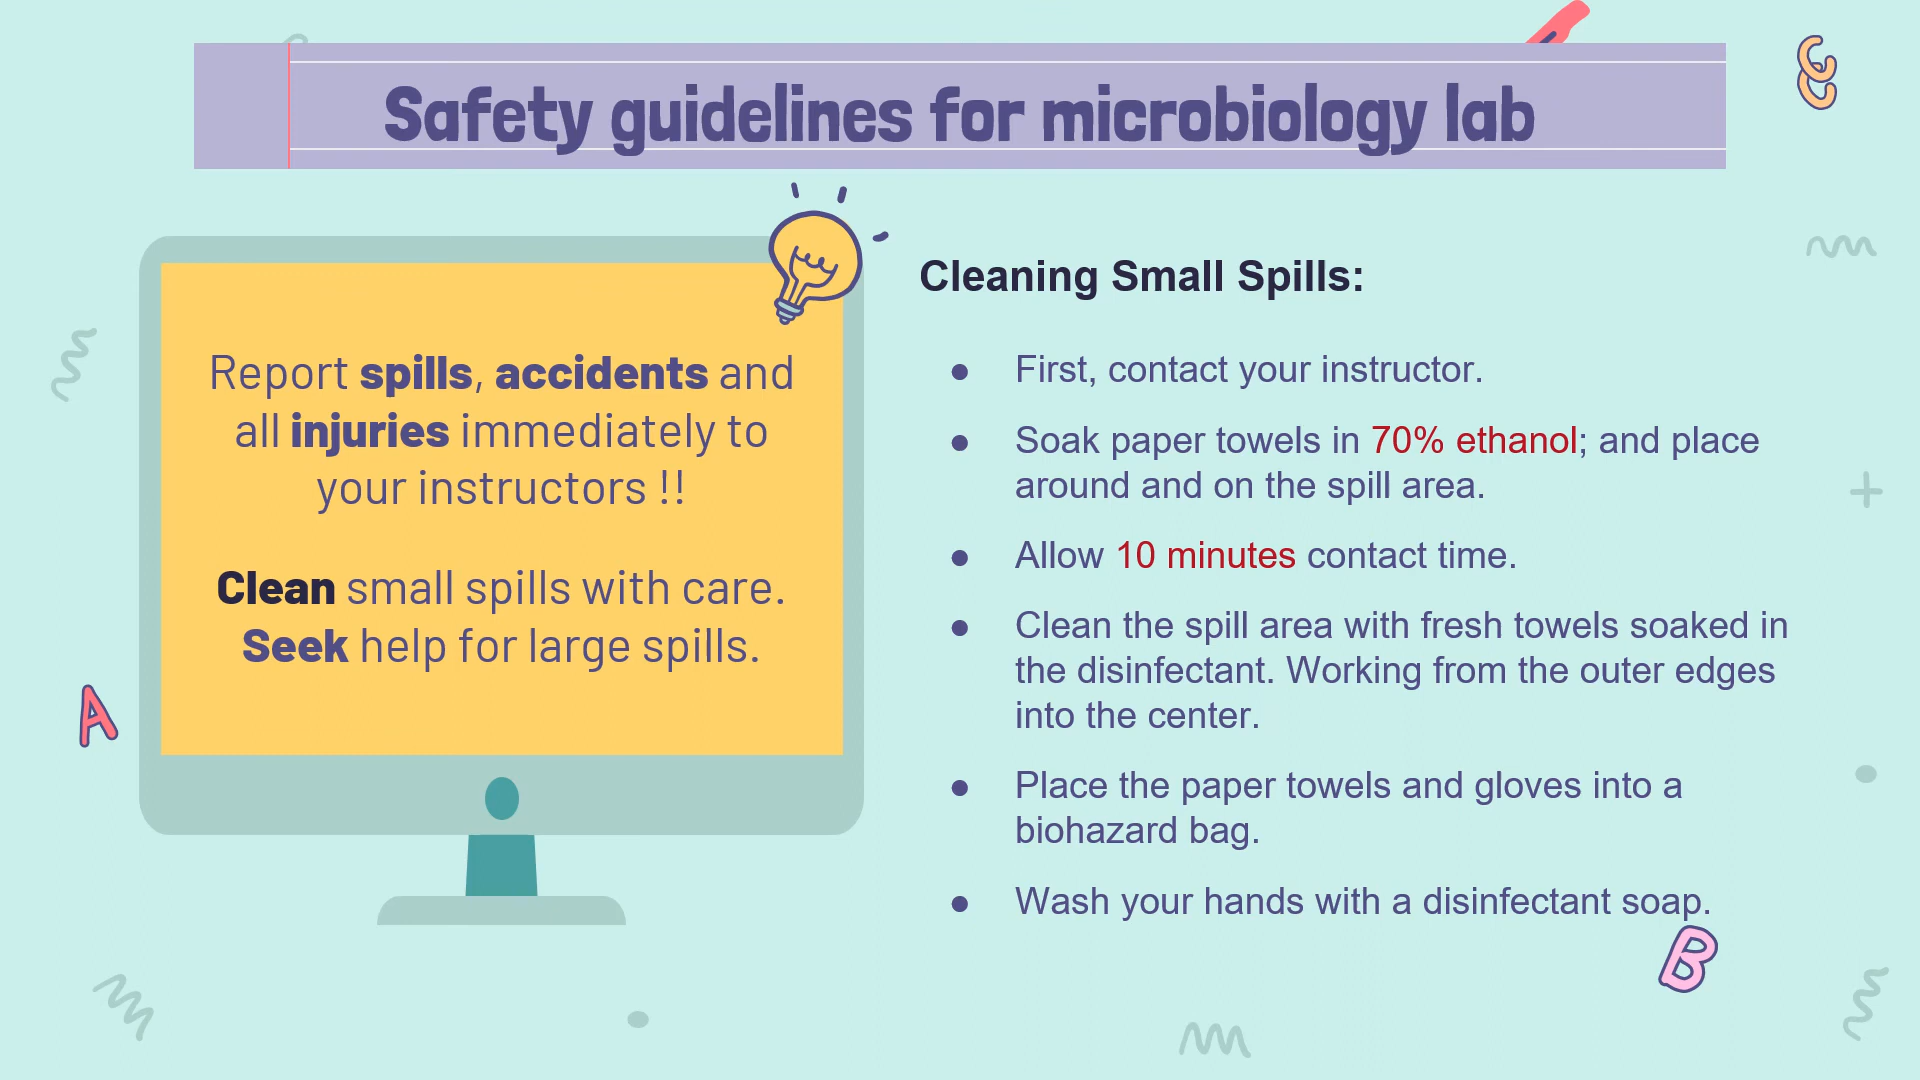 Safety guidelines for microbiology lab
Report spills, accidents and
all injuries immediately to
your instructors !!
Clean small spills with care.
Seek help for large spills.
Cleaning Small Spills:
● First, contact your instructor.
● Soak paper towels in 70% ethanol; and place
around and on the spill area.
● Allow 10 minutes contact time.
● Clean the spill area with fresh towels soaked in
the disinfectant. Working from the outer edges
into the center.
● Place the paper towels and gloves into a
biohazard bag.
● Wash your hands with a disinfectant soap.
A
B